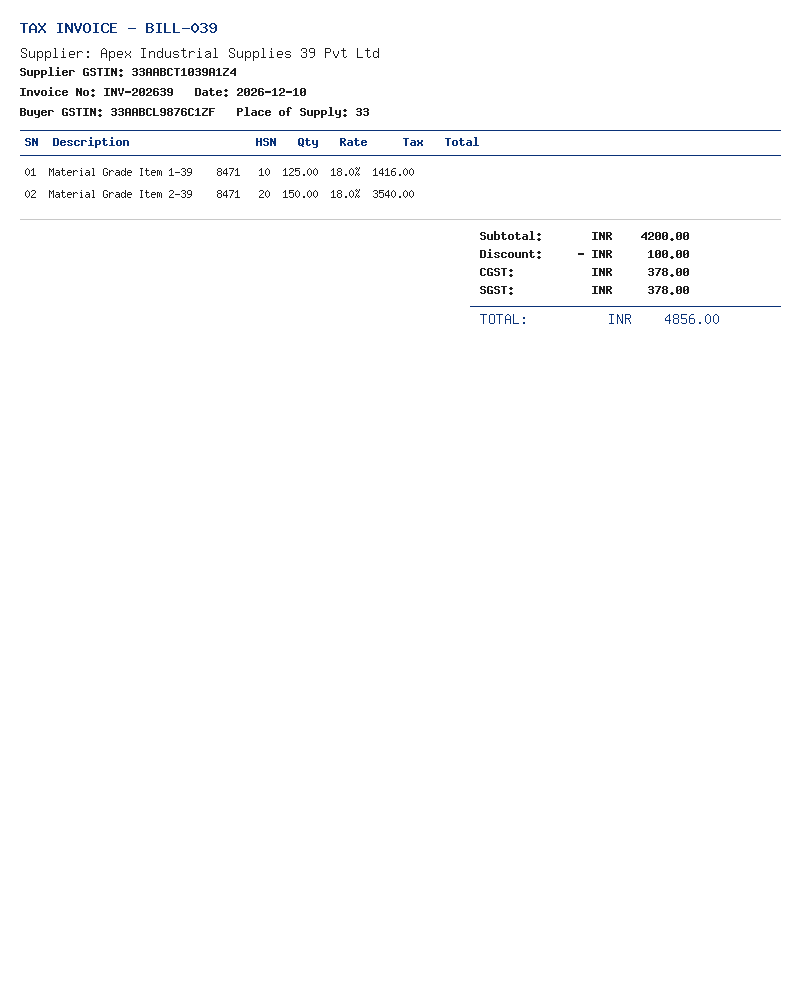 TAX INVOICE - BILL-039
Supplier: Apex Industrial Supplies 39 Pvt Ltd
Supplier GSTIN: 33AABCT1039A1Z4
Invoice No: INV-202639 Date: 2026-12-10
Buyer GSTIN: 33AABCL9876C1ZF Place of Supply: 33
SN Description HSN Qty Rate Tax Total
01 Material Grade Item 1-39 8471 10 125.00 18.0% 1416.00
02 Material Grade Item 2-39 8471 20 150.00 18.0% 3540.00
Subtotal: INR 4200.00
Discount: - INR 100.00
CGST: INR 378.00
SGST: INR 378.00
TOTAL: INR 4856.00